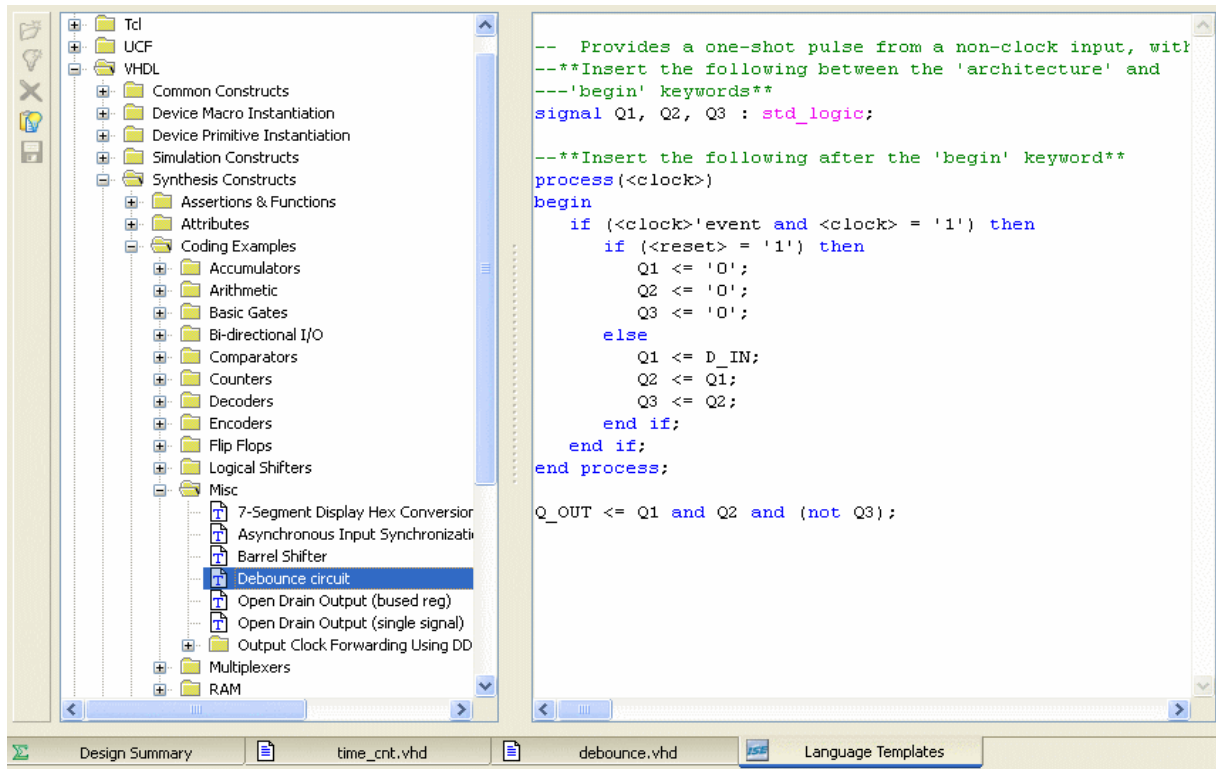 Tcl
UCF
VHDL
Common Constructs
Device Macro Instantiation
Device Primitive Instantiation
Simulation Constructs
Synthesis Constructs
Assertions & Functions
Attributes
Coding Examples
Accumulators
Arithmetic
Basic Gates
Bi-directional I/O
Comparators
Counters
Decoders
Encoders
Flip Flops
Logical Shifters
Misc
7-Segment Display Hex Conversion
Asynchronous Input Synchronizati
Barrel Shifter
Debounce circuit
Open Drain Output (bused reg)
Open Drain Output (single signal)
Output Clock Forwarding Using DD
Multiplexers
RAM
--  Provides a one-shot pulse from a non-clock input, with
--**Insert the following between the 'architecture' and
---'begin' keywords**
signal Q1, Q2, Q3 : std_logic;
--**Insert the following after the 'begin' keyword**
process(<clock>)
begin
   if (<clock>'event and <clock> = '1') then
      if (<reset> = '1') then
         Q1 <= '0';
         Q2 <= '0';
         Q3 <= '0';
      else
         Q1 <= D_IN;
         Q2 <= Q1;
         Q3 <= Q2;
      end if;
   end if;
end process;
Q_OUT <= Q1 and Q2 and (not Q3);
Design Summary
time_cnt.vhd
debounce.vhd
ISE
Language Templates